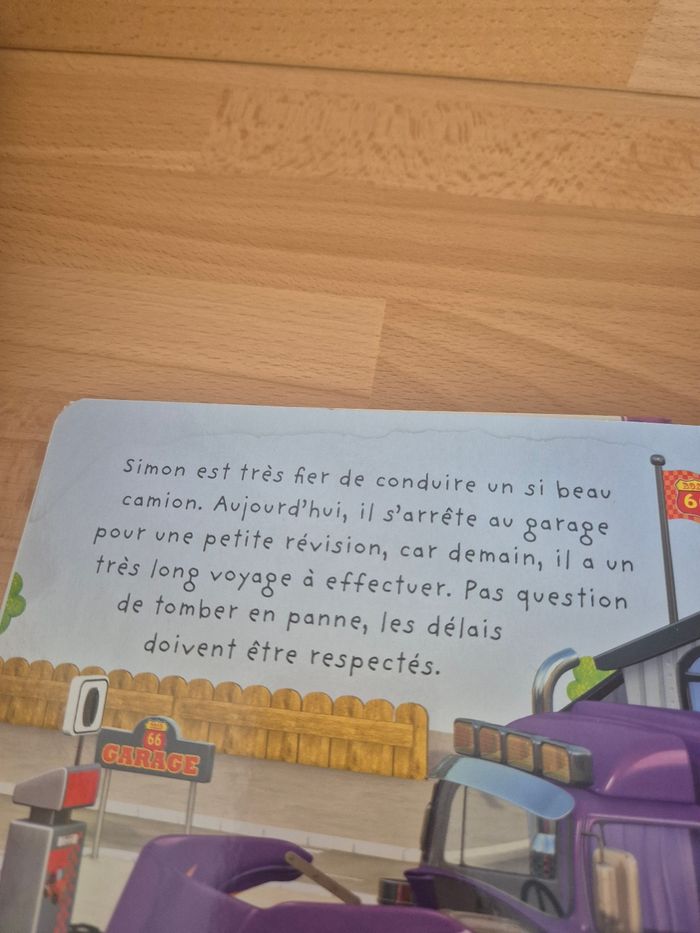 Simon est très fier de conduire un si beau
camion. Aujourd'hui, il s'arrête au garage
pour une petite révision, car demain, il a un
très long voyage à effectuer. Pas question
de tomber en panne, les délais
doivent être respectés.
66
GARAGE